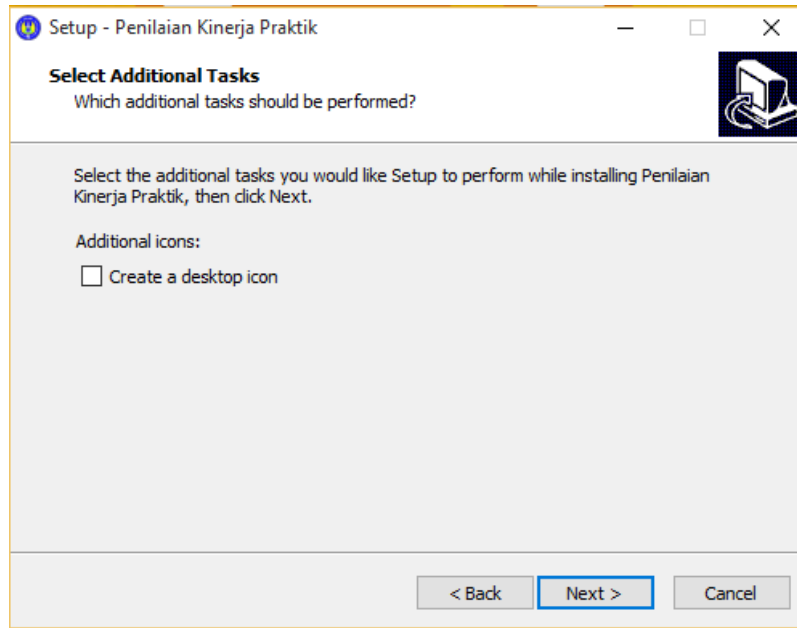 Setup - Penilaian Kinerja Praktik
Select Additional Tasks
Which additional tasks should be performed?
Select the additional tasks you would like Setup to perform while installing Penilaian
Kinerja Praktik, then click Next.
Additional icons:
Create a desktop icon
< Back Next > Cancel